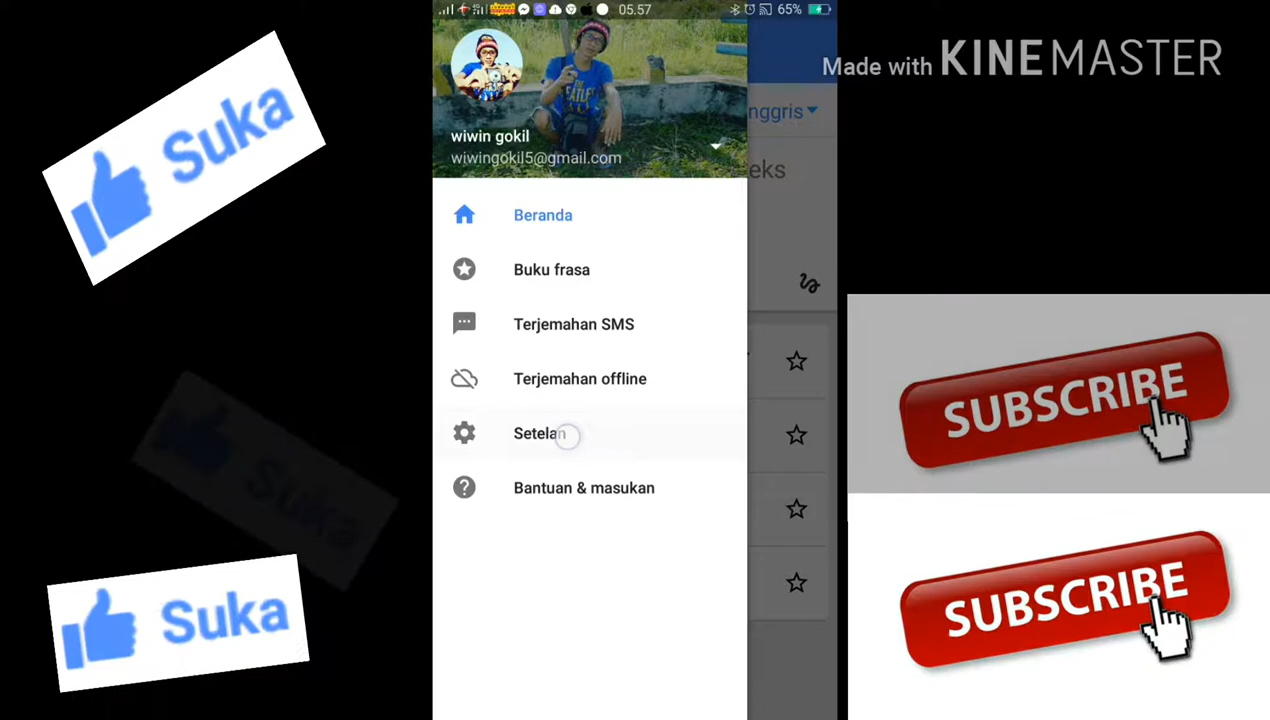 Suka
05.57
65%
Made with KINEMASTER
wiwin gokil
wiwingokil5@gmail.com
nggris
eks
Beranda
Buku frasa
Terjemahan SMS
Terjemahan offline
Setelan
Bantuan & masukan
SUBSCRIBE
Suka
SUBSCRIBE
Suka